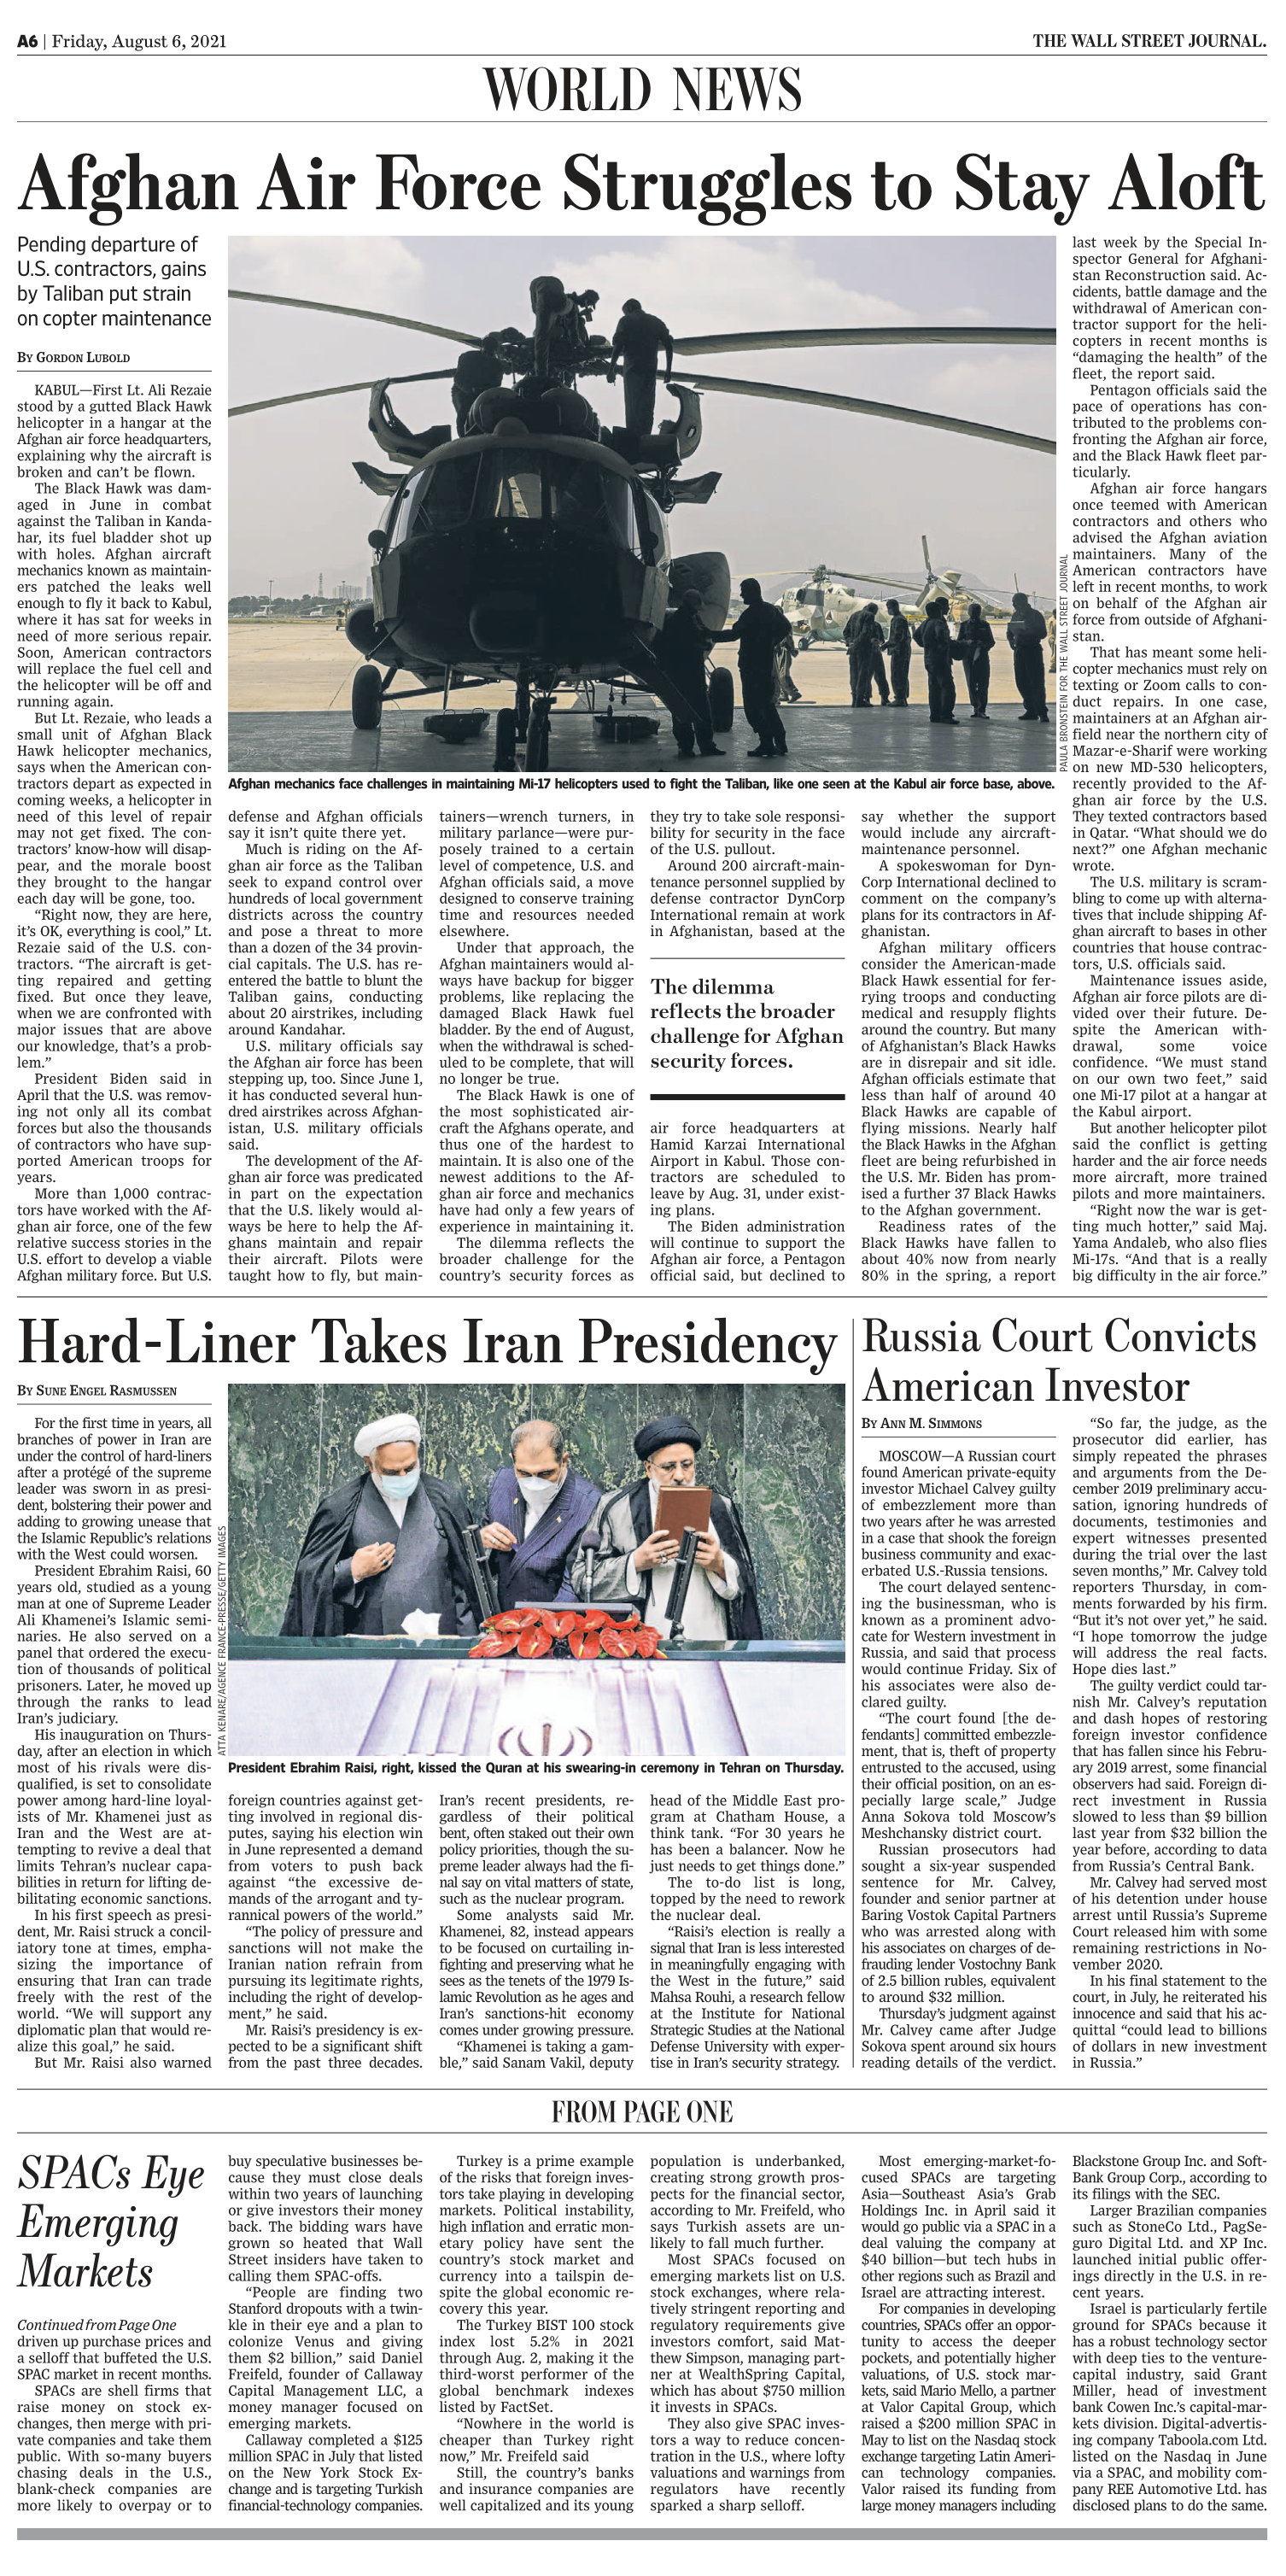 A6 | Friday, August 6, 2021
THE WALL STREET JOURNAL.
WORLD NEWS
Afghan Air Force Struggles to Stay Aloft
Pending departure of
U.S. contractors, gains
by Taliban put strain
on copter maintenance
BY GORDON LUBOLD
KABUL—First Lt. Ali Rezaie
stood by a gutted Black Hawk
helicopter in a hangar at the
Afghan air force headquarters,
explaining why the aircraft is
broken and can't be flown.
The Black Hawk was dam-
aged in June in combat
against the Taliban in Kanda-
har, its fuel bladder shot up
with holes. Afghan aircraft
mechanics known as maintain-
ers patched the leaks well
enough to fly it back to Kabul,
where it has sat for weeks in
need of more serious repair.
Soon, American contractors
will replace the fuel cell and
the helicopter will be off and
running again.
But Lt. Rezaie, who leads a
small unit of Afghan Black
Hawk helicopter mechanics,
says when the American con-
tractors depart as expected in
coming weeks, a helicopter in
need of this level of repair
may not get fixed. The con-
tractors' know-how will disap-
pear, and the morale boost
they brought to the hangar
each day will be gone, too.
"Right now, they are here,
it's OK, everything is cool," Lt.
Rezaie said of the U.S. con-
tractors. "The aircraft is get-
ting repaired and getting
fixed. But once they leave,
when we are confronted with
major issues that are above
our knowledge, that's a prob-
lem."
President Biden said in
April that the U.S. was remov-
ing not only all its combat
forces but also the thousands
of contractors who have sup-
ported American troops for
years.
More than 1,000 contrac-
tors have worked with the Af-
ghan air force, one of the few
relative success stories in the
U.S. effort to develop a viable
Afghan military force. But U.S.
PAULA BRONSTEIN FOR THE WALL STREET JOURNAL
Afghan mechanics face challenges in maintaining Mi-17 helicopters used to fight the Taliban, like one seen at the Kabul air force base, above.
defense and Afghan officials
say it isn't quite there yet.
Much is riding on the Af-
ghan air force as the Taliban
seek to expand control over
hundreds of local government
districts across the country
and pose a threat to more
than a dozen of the 34 provin-
cial capitals. The U.S. has re-
entered the battle to blunt the
Taliban gains, conducting
about 20 airstrikes, including
around Kandahar.
U.S. military officials say
the Afghan air force has been
stepping up, too. Since June 1,
it has conducted several hun-
dred airstrikes across Afghan-
istan, U.S. military officials
said.
The development of the Af-
ghan air force was predicated
in part on the expectation
that the U.S. likely would al-
ways be here to help the Af-
ghans maintain and repair
their aircraft. Pilots were
taught how to fly, but main-
tainers—wrench turners, in
military parlance—were pur-
posely trained to a certain
level of competence, U.S. and
Afghan officials said, a move
designed to conserve training
time and resources needed
elsewhere.
Under that approach, the
Afghan maintainers would al-
ways have backup for bigger
problems, like replacing the
damaged Black Hawk fuel
bladder. By the end of August,
when the withdrawal is sched-
uled to be complete, that will
no longer be true.
The Black Hawk is one of
the most sophisticated air-
craft the Afghans operate, and
thus one of the hardest to
maintain. It is also one of the
newest additions to the Af-
ghan air force and mechanics
have had only a few years of
experience in maintaining it.
The dilemma reflects the
broader challenge for the
country's security forces as
they try to take sole responsi-
bility for security in the face
of the U.S. pullout.
Around 200 aircraft-main-
tenance personnel supplied by
defense contractor DynCorp
International remain at work
in Afghanistan, based at the
The dilemma
reflects the broader
challenge for Afghan
security forces.
air force headquarters at
Hamid Karzai International
Airport in Kabul. Those con-
tractors are scheduled to
leave by Aug. 31, under exist-
ing plans.
The Biden administration
will continue to support the
Afghan air force, a Pentagon
official said, but declined to
say whether the support
would include any aircraft-
maintenance personnel.
A spokeswoman for Dyn-
Corp International declined to
comment on the company's
plans for its contractors in Af-
ghanistan.
Afghan military officers
consider the American-made
Black Hawk essential for fer-
rying troops and conducting
medical and resupply flights
around the country. But many
of Afghanistan's Black Hawks
are in disrepair and sit idle.
Afghan officials estimate that
less than half of around 40
Black Hawks are capable of
flying missions. Nearly half
the Black Hawks in the Afghan
fleet are being refurbished in
the U.S. Mr. Biden has prom-
ised a further 37 Black Hawks
to the Afghan government.
Readiness rates of the
Black Hawks have fallen to
about 40% now from nearly
80% in the spring, a report
last week by the Special In-
spector General for Afghani-
stan Reconstruction said. Ac-
cidents, battle damage and the
withdrawal of American con-
tractor support for the heli-
copters in recent months is
"damaging the health" of the
fleet, the report said.
Pentagon officials said the
pace of operations has con-
tributed to the problems con-
fronting the Afghan air force,
and the Black Hawk fleet par-
ticularly.
Afghan air force hangars
once teemed with American
contractors and others who
advised the Afghan aviation
maintainers. Many of the
American contractors have
left in recent months, to work
on behalf of the Afghan air
force from outside of Afghani-
stan.
That has meant some heli-
copter mechanics must rely on
texting or Zoom calls to con-
duct repairs. In one case,
maintainers at an Afghan air-
field near the northern city of
Mazar-e-Sharif were working
on new MD-530 helicopters,
recently provided to the Af-
ghan air force by the U.S.
They texted contractors based
in Qatar. "What should we do
next?" one Afghan mechanic
wrote.
The U.S. military is scram-
bling to come up with alterna-
tives that include shipping Af-
ghan aircraft to bases in other
countries that house contrac-
tors, U.S. officials said.
Maintenance issues aside,
Afghan air force pilots are di-
vided over their future. De-
spite the American with-
drawal, some voice
confidence. "We must stand
on our own two feet," said
one Mi-17 pilot at a hangar at
the Kabul airport.
But another helicopter pilot
said the conflict is getting
harder and the air force needs
more aircraft, more trained
pilots and more maintainers.
"Right now the war is get-
ting much hotter," said Maj.
Yama Andaleb, who also flies
Mi-17s. "And that is a really
big difficulty in the air force."
Hard-Liner Takes Iran Presidency
BY SUNE ENGEL RASMUSSEN
For the first time in years, all
branches of power in Iran are
under the control of hard-liners
after a protégé of the supreme
leader was sworn in as presi-
dent, bolstering their power and
adding to growing unease that
the Islamic Republic's relations
with the West could worsen.
President Ebrahim Raisi, 60
years old, studied as a young
man at one of Supreme Leader
Ali Khamenei's Islamic semi-
naries. He also served on a
panel that ordered the execu-
tion of thousands of political
prisoners. Later, he moved up
through the ranks to lead
Iran's judiciary.
His inauguration on Thurs-
day, after an election in which
most of his rivals were dis-
qualified, is set to consolidate
power among hard-line loyal-
ists of Mr. Khamenei just as
Iran and the West are at-
tempting to revive a deal that
limits Tehran's nuclear capa-
bilities in return for lifting de-
bilitating economic sanctions.
In his first speech as presi-
dent, Mr. Raisi struck a concil-
iatory tone at times, empha-
sizing the importance of
ensuring that Iran can trade
freely with the rest of the
world. "We will support any
diplomatic plan that would re-
alize this goal," he said.
But Mr. Raisi also warned
ATTA KENARE/AGENCE FRANCE-PRESSE/GETTY IMAGES
President Ebrahim Raisi, right, kissed the Quran at his swearing-in ceremony in Tehran on Thursday.
foreign countries against get-
ting involved in regional dis-
putes, saying his election win
in June represented a demand
from voters to push back
against "the excessive de-
mands of the arrogant and ty-
rannical powers of the world."
"The policy of pressure and
sanctions will not make the
Iranian nation refrain from
pursuing its legitimate rights,
including the right of develop-
ment," he said.
Mr. Raisi's presidency is ex-
pected to be a significant shift
from the past three decades.
Iran's recent presidents, re-
gardless of their political
bent, often staked out their own
policy priorities, though the su-
preme leader always had the fi-
nal say on vital matters of state,
such as the nuclear program.
Some analysts said Mr.
Khamenei, 82, instead appears
to be focused on curtailing in-
fighting and preserving what he
sees as the tenets of the 1979 Is-
lamic Revolution as he ages and
Iran's sanctions-hit economy
comes under growing pressure.
"Khamenei is taking a gam-
ble," said Sanam Vakil, deputy
head of the Middle East pro-
gram at Chatham House, a
think tank. "For 30 years he
has been a balancer. Now he
just needs to get things done."
The to-do list is long,
topped by the need to rework
the nuclear deal.
"Raisi's election is really a
signal that Iran is less interested
in meaningfully engaging with
the West in the future," said
Mahsa Rouhi, a research fellow
at the Institute for National
Strategic Studies at the National
Defense University with exper-
tise in Iran's security strategy.
Russia Court Convicts
American Investor
BY ANN M. SIMMONS
MOSCOW—A Russian court
found American private-equity
investor Michael Calvey guilty
of embezzlement more than
two years after he was arrested
in a case that shook the foreign
business community and exac-
erbated U.S.-Russia tensions.
The court delayed sentenc-
ing the businessman, who is
known as a prominent advo-
cate for Western investment in
Russia, and said that process
would continue Friday. Six of
his associates were also de-
clared guilty.
"The court found [the de-
fendants] committed embezzle-
ment, that is, theft of property
entrusted to the accused, using
their official position, on an es-
pecially large scale," Judge
Anna Sokova told Moscow's
Meshchansky district court.
Russian prosecutors had
sought a six-year suspended
sentence for Mr. Calvey,
founder and senior partner at
Baring Vostok Capital Partners
who was arrested along with
his associates on charges of de-
frauding lender Vostochny Bank
of 2.5 billion rubles, equivalent
to around $32 million.
Thursday's judgment against
Mr. Calvey came after Judge
Sokova spent around six hours
reading details of the verdict.
"So far, the judge, as the
prosecutor did earlier, has
simply repeated the phrases
and arguments from the De-
cember 2019 preliminary accu-
sation, ignoring hundreds of
documents, testimonies and
expert witnesses presented
during the trial over the last
seven months," Mr. Calvey told
reporters Thursday, in com-
ments forwarded by his firm.
"But it's not over yet," he said.
"I hope tomorrow the judge
will address the real facts.
Hope dies last."
The guilty verdict could tar-
nish Mr. Calvey's reputation
and dash hopes of restoring
foreign investor confidence
that has fallen since his Febru-
ary 2019 arrest, some financial
observers had said. Foreign di-
rect investment in Russia
slowed to less than $9 billion
last year from $32 billion the
year before, according to data
from Russia's Central Bank.
Mr. Calvey had served most
of his detention under house
arrest until Russia's Supreme
Court released him with some
remaining restrictions in No-
vember 2020.
In his final statement to the
court, in July, he reiterated his
innocence and said that his ac-
quittal "could lead to billions
of dollars in new investment
in Russia."
FROM PAGE ONE
SPACs Eye
Emerging
Markets
Continued from Page One
driven up purchase prices and
a selloff that buffeted the U.S.
SPAC market in recent months.
SPACs are shell firms that
raise money on stock ex-
changes, then merge with pri-
vate companies and take them
public. With so-many buyers
chasing deals in the U.S.,
blank-check companies are
more likely to overpay or to
buy speculative businesses be-
cause they must close deals
within two years of launching
or give investors their money
back. The bidding wars have
grown so heated that Wall
Street insiders have taken to
calling them SPAC-offs.
"People are finding two
Stanford dropouts with a twin-
kle in their eye and a plan to
colonize Venus and giving
them $2 billion," said Daniel
Freifeld, founder of Callaway
Capital Management LLC, a
money manager focused on
emerging markets.
Callaway completed a $125
million SPAC in July that listed
on the New York Stock Ex-
change and is targeting Turkish
financial-technology companies.
Turkey is a prime example
of the risks that foreign inves-
tors take playing in developing
markets. Political instability,
high inflation and erratic mon-
etary policy have sent the
country's stock market and
currency into a tailspin de-
spite the global economic re-
covery this year.
The Turkey BIST 100 stock
index lost 5.2% in 2021
through Aug. 2, making it the
third-worst performer of the
global benchmark indexes
listed by FactSet.
"Nowhere in the world is
cheaper than Turkey right
now," Mr. Freifeld said
Still, the country's banks
and insurance companies are
well capitalized and its young
population is underbanked,
creating strong growth pros-
pects for the financial sector,
according to Mr. Freifeld, who
says Turkish assets are un-
likely to fall much further.
Most SPACs focused on
emerging markets list on U.S.
stock exchanges, where rela-
tively stringent reporting and
regulatory requirements give
investors comfort, said Mat-
thew Simpson, managing part-
ner at WealthSpring Capital,
which has about $750 million
it invests in SPACs.
They also give SPAC inves-
tors a way to reduce concen-
tration in the U.S., where lofty
valuations and warnings from
regulators have recently
sparked a sharp selloff.
Most emerging-market-fo-
cused SPACs are targeting
Asia—Southeast Asia's Grab
Holdings Inc. in April said it
would go public via a SPAC in a
deal valuing the company at
$40 billion—but tech hubs in
other regions such as Brazil and
Israel are attracting interest.
For companies in developing
countries, SPACs offer an oppor-
tunity to access the deeper
pockets, and potentially higher
valuations, of U.S. stock mar-
kets, said Mario Mello, a partner
at Valor Capital Group, which
raised a $200 million SPAC in
May to list on the Nasdaq stock
exchange targeting Latin Ameri-
can technology companies.
Valor raised its funding from
large money managers including
Blackstone Group Inc. and Soft-
Bank Group Corp., according to
its filings with the SEC.
Larger Brazilian companies
such as StoneCo Ltd., PagSe-
guro Digital Ltd. and XP Inc.
launched initial public offer-
ings directly in the U.S. in re-
cent years.
Israel is particularly fertile
ground for SPACs because it
has a robust technology sector
with deep ties to the venture-
capital industry, said Grant
Miller, head of investment
bank Cowen Inc.'s capital-mar-
kets division. Digital-advertis-
ing company Taboola.com Ltd.
listed on the Nasdaq in June
via a SPAC, and mobility com-
pany REE Automotive Ltd. has
disclosed plans to do the same.